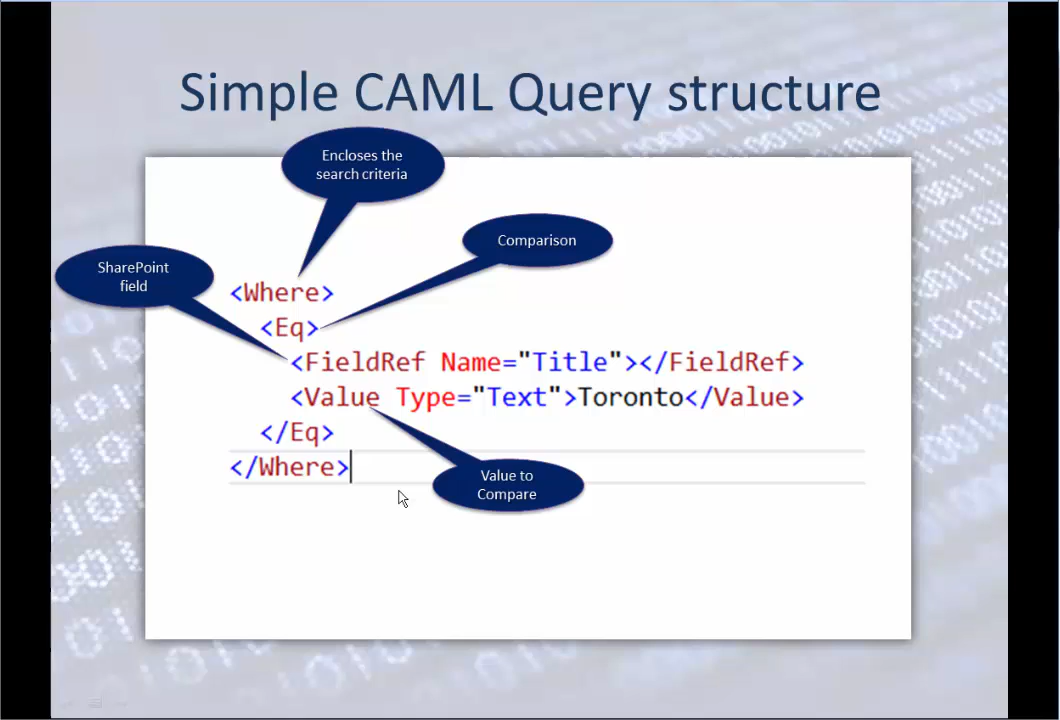 Simple CAML Query structure
Encloses the
search criteria
Comparison
SharePoint
field
<Where>
<Eq>
<FieldRef Name="Title"></FieldRef>
<Value Type="Text">Toronto</Value>
</Eq>
</Where>
Value to
Compare